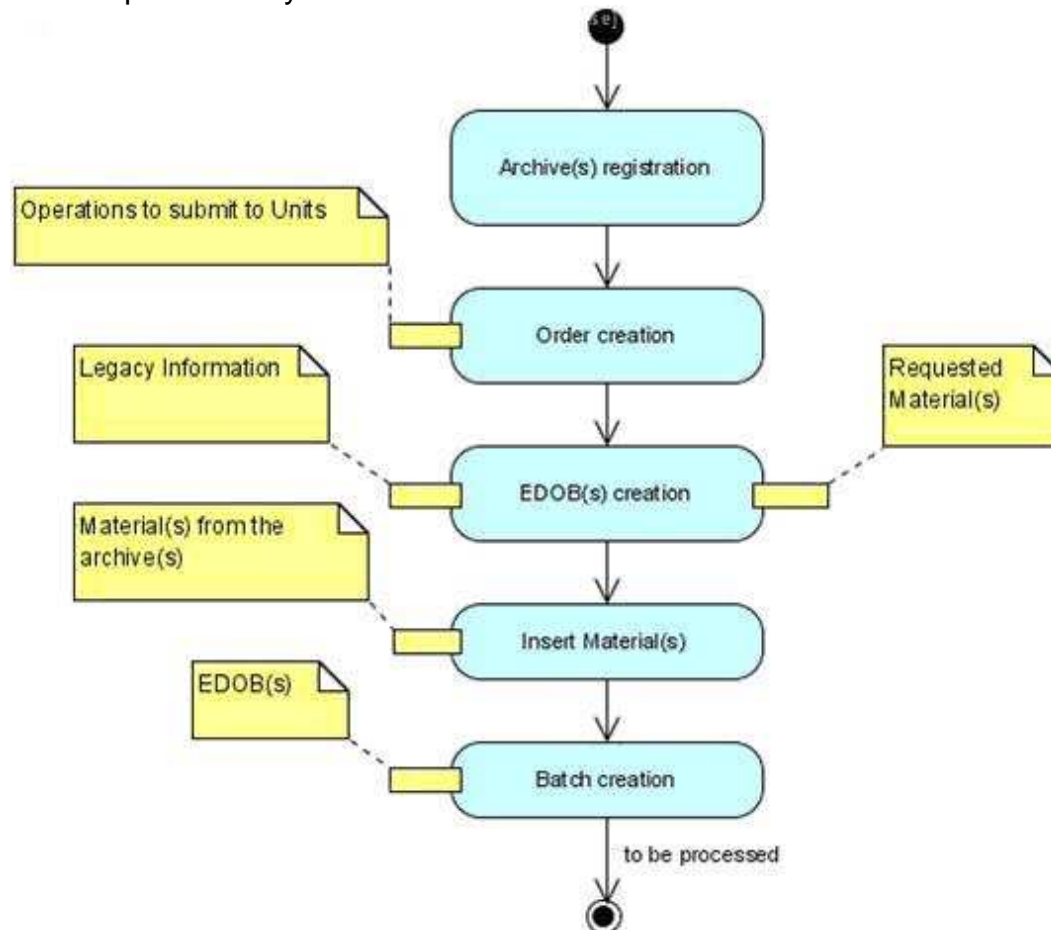 Archive(s) registration
Operations to submit to Units
Order creation
Legacy Information
Requested
Material(s)
EDOB(s) creation
Material(s) from the
archive(s)
Insert Material(s)
EDOB(s)
Batch creation
to be processed